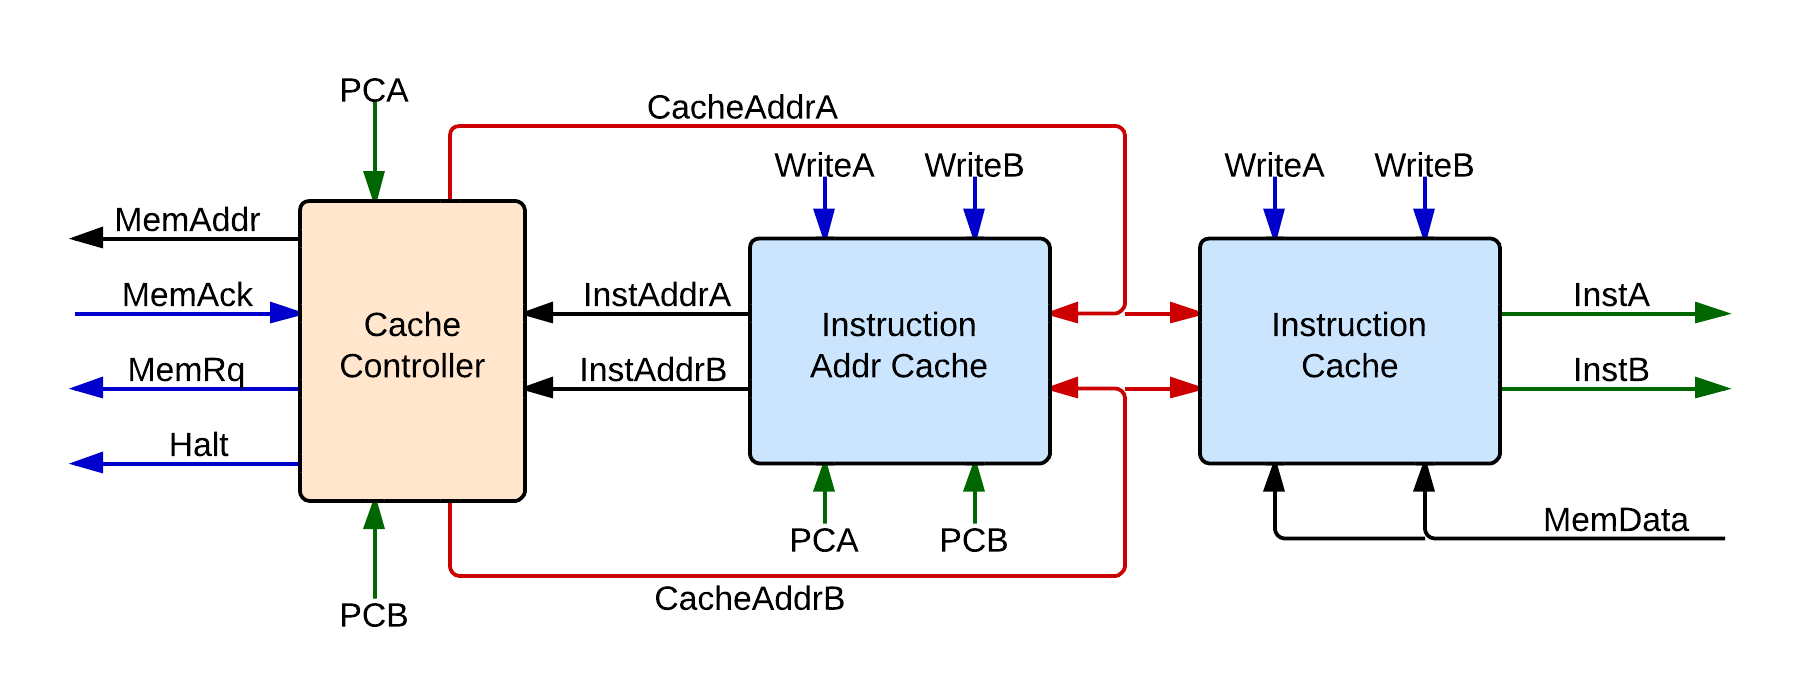 PCA
CacheAddrA
WriteA
WriteB
WriteA
WriteB
MemAddr
MemAck
InstAddrA
InstA
Cache
Controller
Instruction
Addr Cache
Instruction
Cache
MemRq
InstAddrB
InstB
Halt
MemData
PCA
PCB
CacheAddrB
PCB